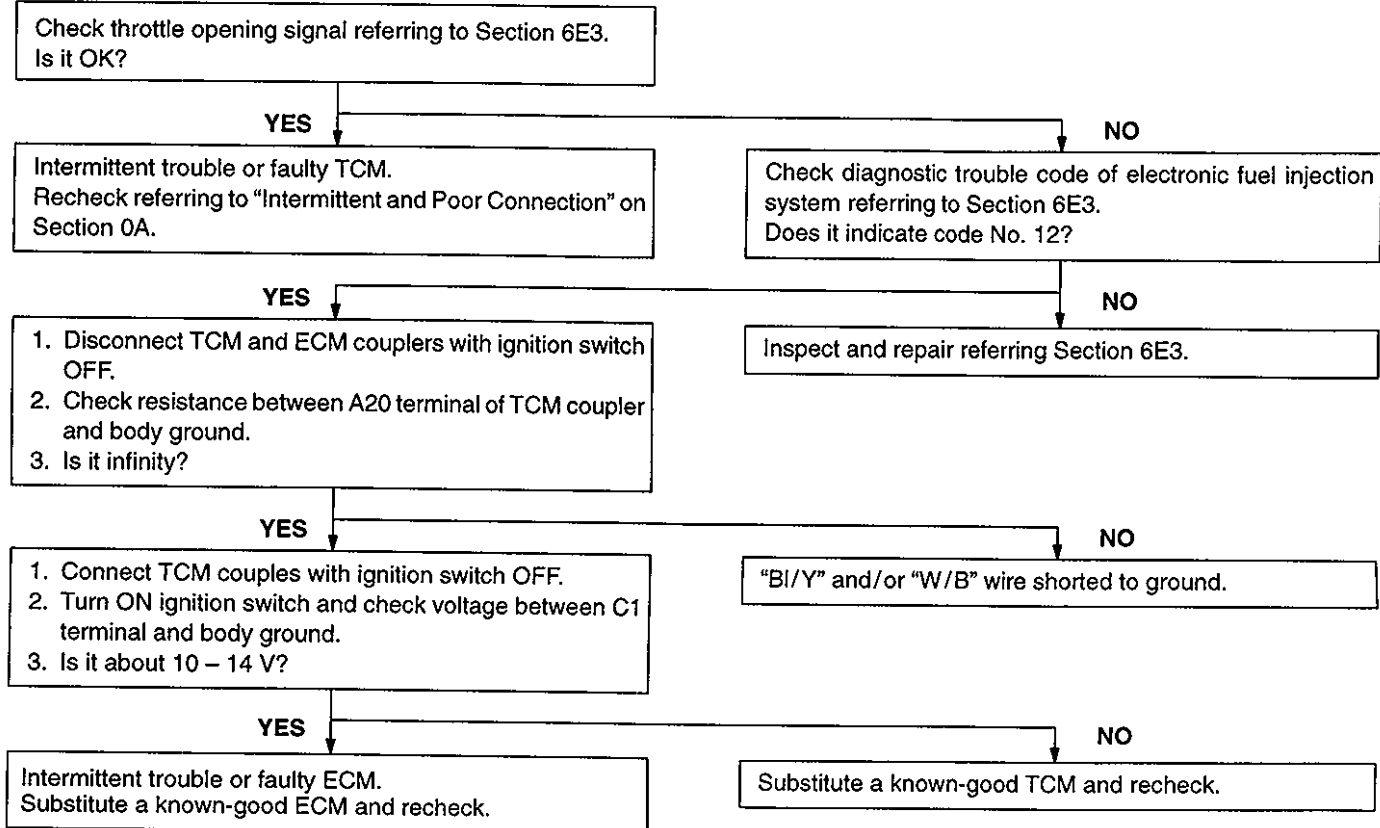 Check throttle opening signal referring to Section 6E3.
Is it OK?
YES
NO
Intermittent trouble or faulty TCM.
Recheck referring to “Intermittent and Poor Connection” on
Section 0A.
Check diagnostic trouble code of electronic fuel injection
system referring to Section 6E3.
Does it indicate code No. 12?
YES
NO
1. Disconnect TCM and ECM couplers with ignition switch
OFF.
2. Check resistance between A20 terminal of TCM coupler
and body ground.
3. Is it infinity?
Inspect and repair referring Section 6E3.
YES
NO
1. Connect TCM couples with ignition switch OFF.
2. Turn ON ignition switch and check voltage between C1
terminal and body ground.
3. Is it about 10 – 14 V?
“Bl/Y” and/or “W/B” wire shorted to ground.
YES
NO
Intermittent trouble or faulty ECM.
Substitute a known-good ECM and recheck.
Substitute a known-good TCM and recheck.